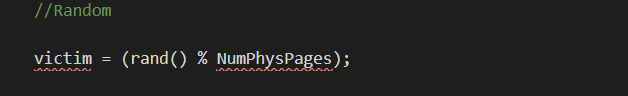 //Random
victim = (rand() % NumPhysPages);